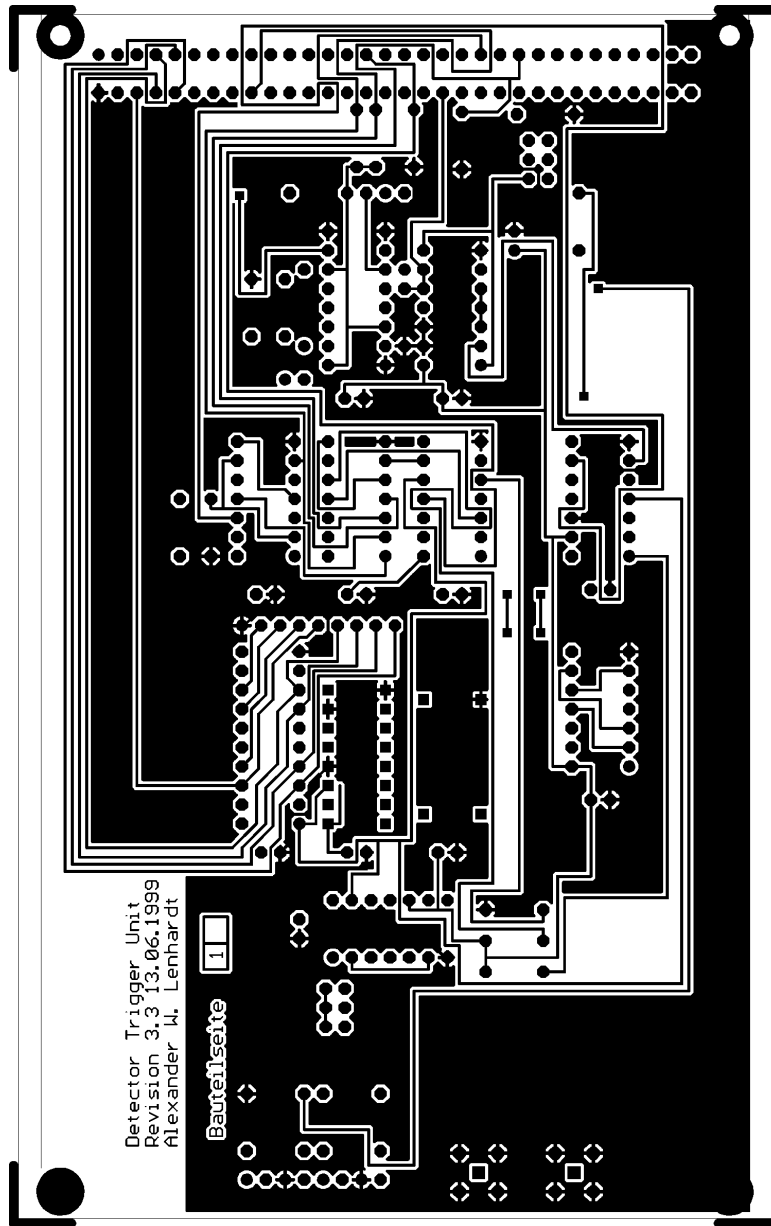 Detector Trigger Unit
Revision 3.3 13.06.1999
Alexander W. Lenhardt
Bauteilseite
1